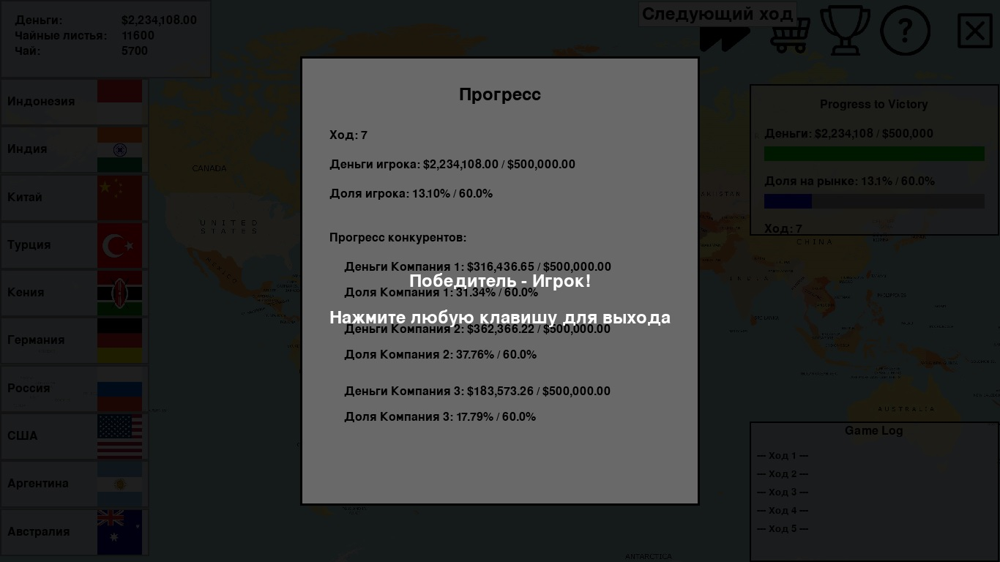 Деньги: $2,234,108.00
Чайные листья: 11600
Чай: 5700
Следующий ход
?
Индонезия
Индия
Китай
Турция
Кения
Германия
Россия
США
Аргентина
Австралия
CANADA
UNITED
STATES
MEXICO
Прогресс
Ход: 7
Деньги игрока: $2,234,108.00 / $500,000.00
Доля игрока: 13.10% / 60.0%
Прогресс конкурентов:
Деньги Компания 1: $316,436.65 / $500,000.00
Победитель - Игрок!
Доля Компания 1: 31.34% / 60.0%
Нажмите любую клавишу для выхода
Деньги Компания 2: $362,366.22 / $500,000.00
Доля Компания 2: 37.76% / 60.0%
Деньги Компания 3: $183,573.26 / $500,000.00
Доля Компания 3: 17.79% / 60.0%
Progress to Victory
Деньги: $2,234,108 / $500,000
Доля на рынке: 13.1% / 60.0%
Ход: 7
CHINA
INDIA
PHILIPPINES
AUSTRALIA
ANTARCTICA
Game Log
— Ход 1 —
— Ход 2 —
— Ход 3 —
— Ход 4 —
— Ход 5 —